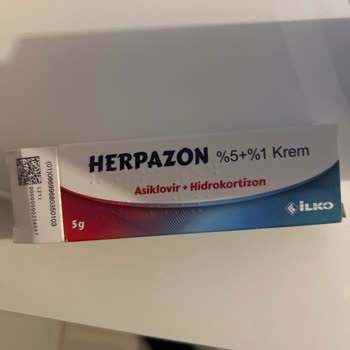 HERPAZON %5+%1 Krem
Asiklovir + Hidrokortizon
5g
İLKO